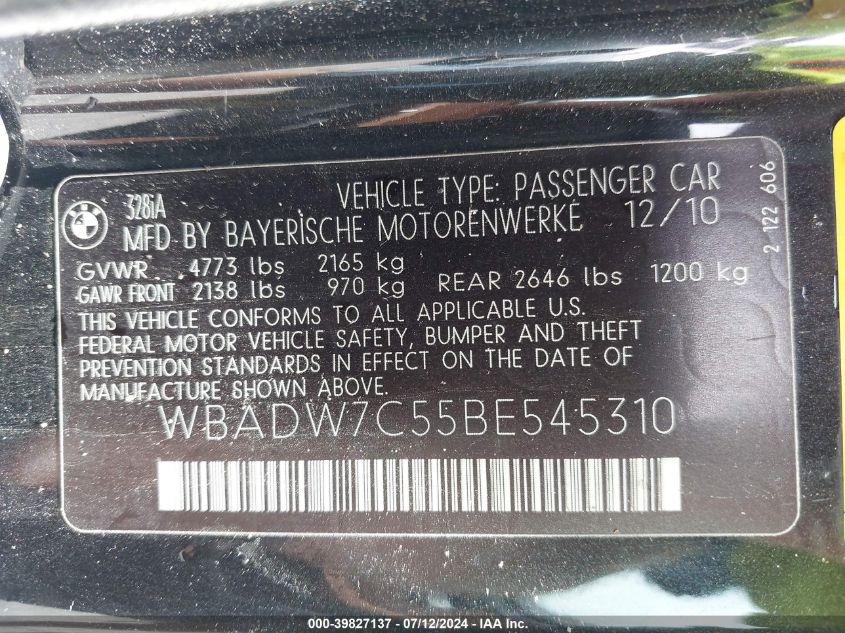 BMW
328iA
VEHICLE TYPE: PASSENGER CAR
MFD BY BAYERISCHE MOTORENWERKE 12/10
GVWR 4773 lbs 2165 kg
GAWR FRONT 2138 lbs 970 kg REAR 2646 lbs 1200 kg
THIS VEHICLE CONFORMS TO ALL APPLICABLE U.S.
FEDERAL MOTOR VEHICLE SAFETY, BUMPER AND THEFT
PREVENTION STANDARDS IN EFFECT ON THE DATE OF
MANUFACTURE SHOWN ABOVE.
WBADW7C55BE545310
2 122 606
000-39827137 - 07/12/2024 - IAA Inc.